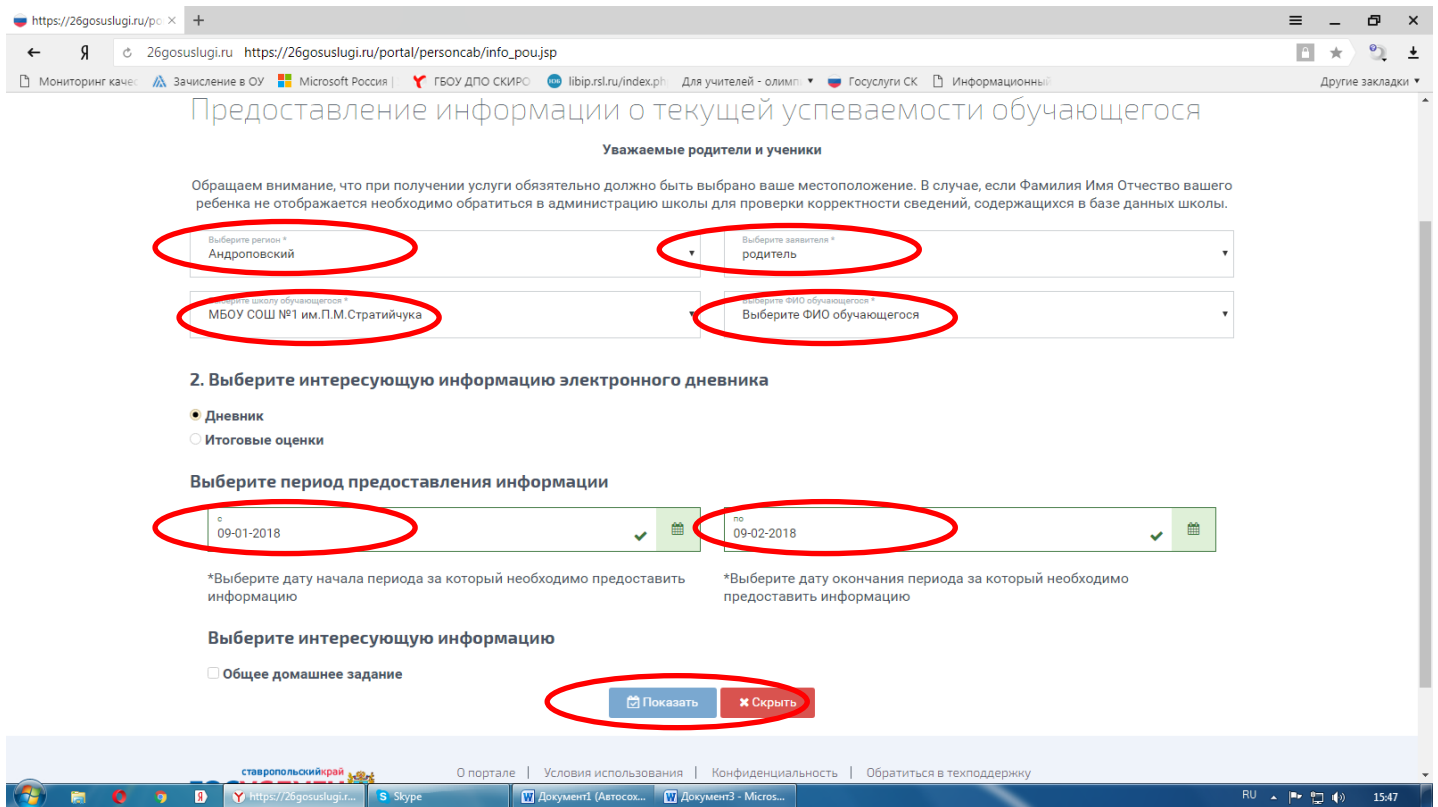 https://26gosuslugi.ru/po
26gosuslugi.ru https://26gosuslugi.ru/portal/personcab/info_pou.jsp
Мониторинг качес Зачисление в ОУ Microsoft Россия | ГБОУ ДПО СКИРО libip.rsl.ru/index.ph Для учителей - олимп Госуслуги СК Информационный Другие закладки
Предоставление информации о текущей успеваемости обучающегося
Уважаемые родители и ученики
Обращаем внимание, что при получении услуги обязательно должно быть выбрано ваше местоположение. В случае, если Фамилия Имя Отчество вашего
ребенка не отображается необходимо обратиться в администрацию школы для проверки корректности сведений, содержащихся в базе данных школы.
Выберите регион * Выберите заявителя *
Андроповский родитель
Выберите школу обучающегося * Выберите ФИО обучающегося *
МБОУ СОШ №1 им.П.М.Стратийчука Выберите ФИО обучающегося
2. Выберите интересующую информацию электронного дневника
Дневник
Итоговые оценки
Выберите период предоставления информации
с по
09-01-2018 09-02-2018
*Выберите дату начала периода за который необходимо предоставить *Выберите дату окончания периода за который необходимо
информацию предоставить информацию
Выберите интересующую информацию
Общее домашнее задание
Показать Скрыть
ставропольскийкрай О портале | Условия использования | Конфиденциальность | Обратиться в техподдержку
https://26gosuslugi.r... Skype Документ1 (Автосох... Документ3 - Micros... RU 15:47